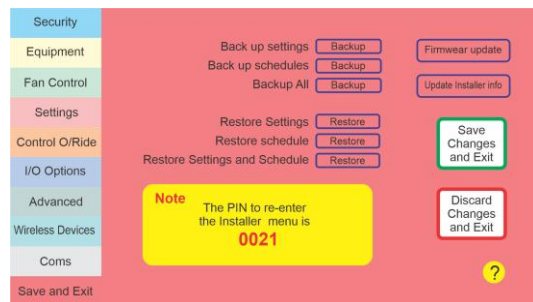 Security
Equipment
Fan Control
Settings
Control O/Ride
I/O Options
Advanced
Wireless Devices
Coms
Save and Exit
Back up settings Backup
Back up schedules Backup
Backup All Backup
Restore Settings Restore
Restore schedule Restore
Restore Settings and Schedule Restore
Firmwear update
Update Installer info
Save
Changes
and Exit
Discard
Changes
and Exit
Note
The PIN to re-enter
the Installer menu is
0021
?